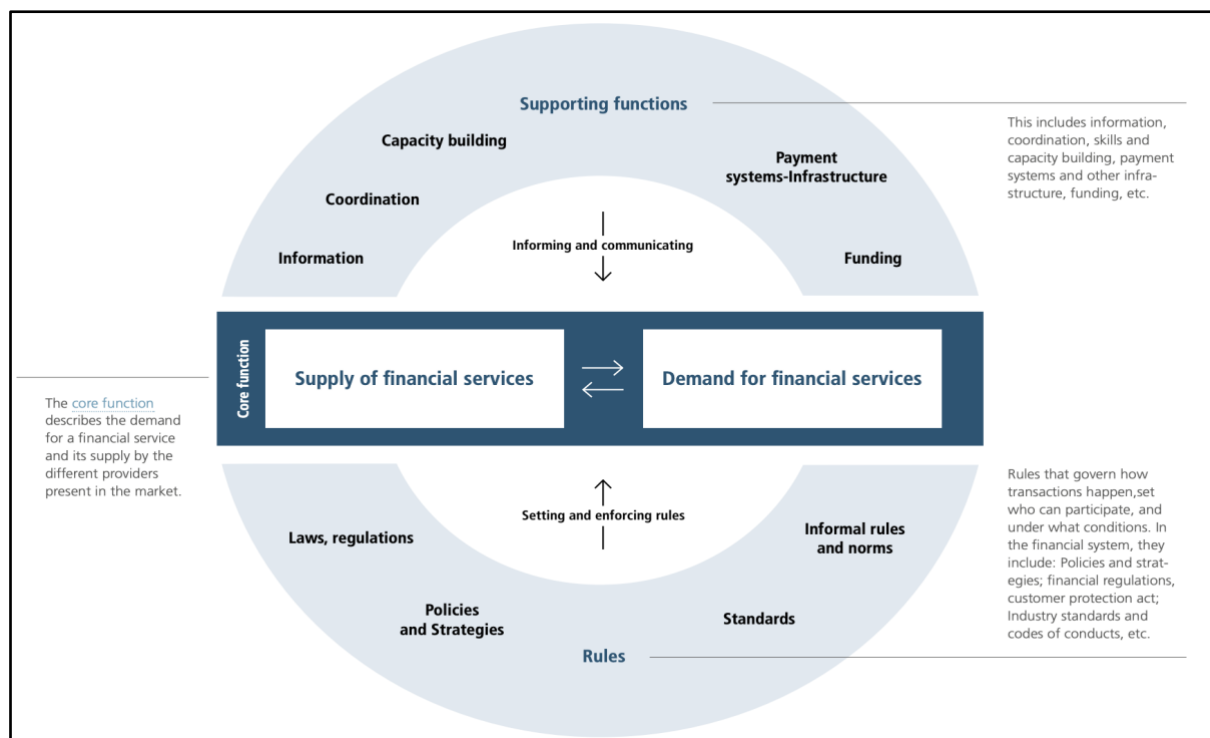 Supporting functions
This includes information,
coordination, skills and
capacity building, payment
systems and other infra-
structure, funding, etc.
Capacity building
Payment
systems-Infrastructure
Coordination
Information
Informing and communicating
Funding
Core function
Supply of financial services
Demand for financial services
The core function
describes the demand
for a financial service
and its supply by the
different providers
present in the market.
Setting and enforcing rules
Laws, regulations
Informal rules
and norms
Policies
and Strategies
Standards
Rules
Rules that govern how
transactions happen,set
who can participate, and
under what conditions. In
the financial system, they
include: Policies and strat-
egies; financial regulations,
customer protection act;
Industry standards and
codes of conducts, etc.